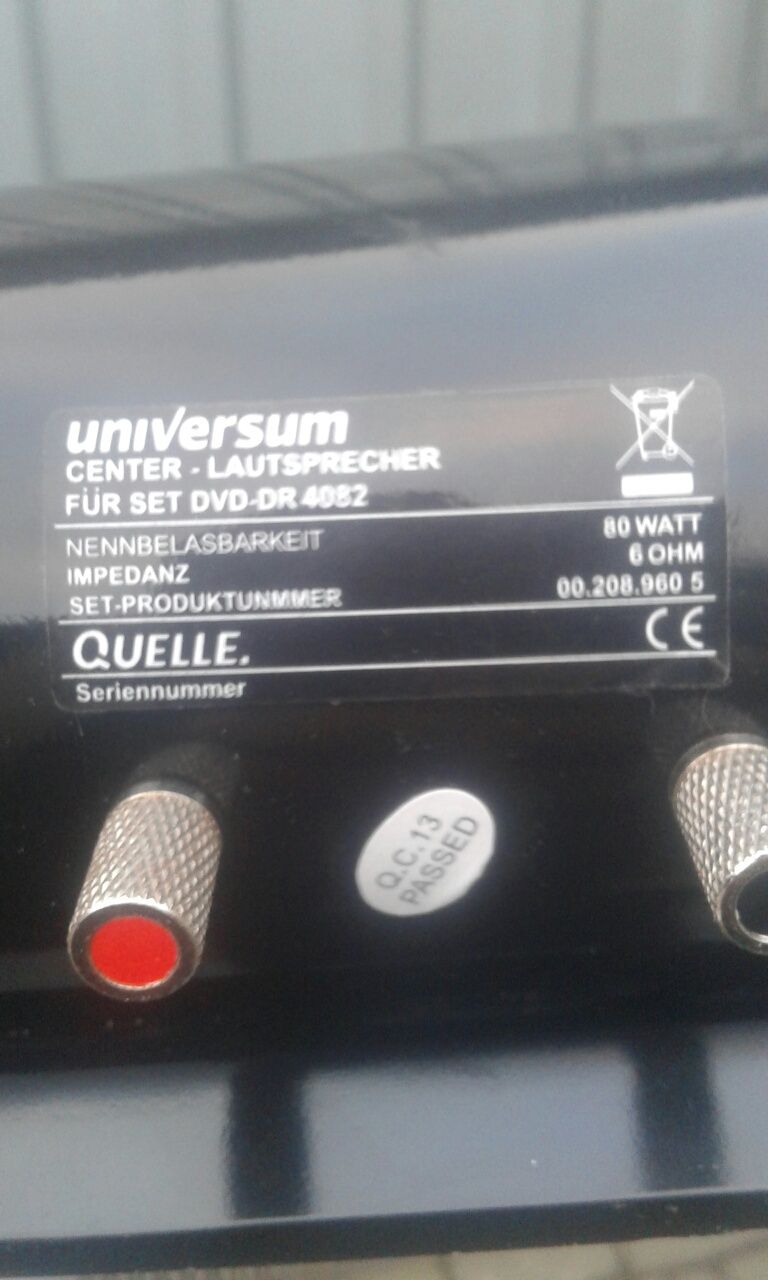 universum
CENTER - LAUTSPRECHER
FÜR SET DVD-DR 4082
NENNBELASBARKEIT 80 WATT
IMPEDANZ 6 OHM
SET-PRODUKTUNMMER 00.208.960 5
QUELLE. CE
Seriennummer
Q.C.13
PASSED